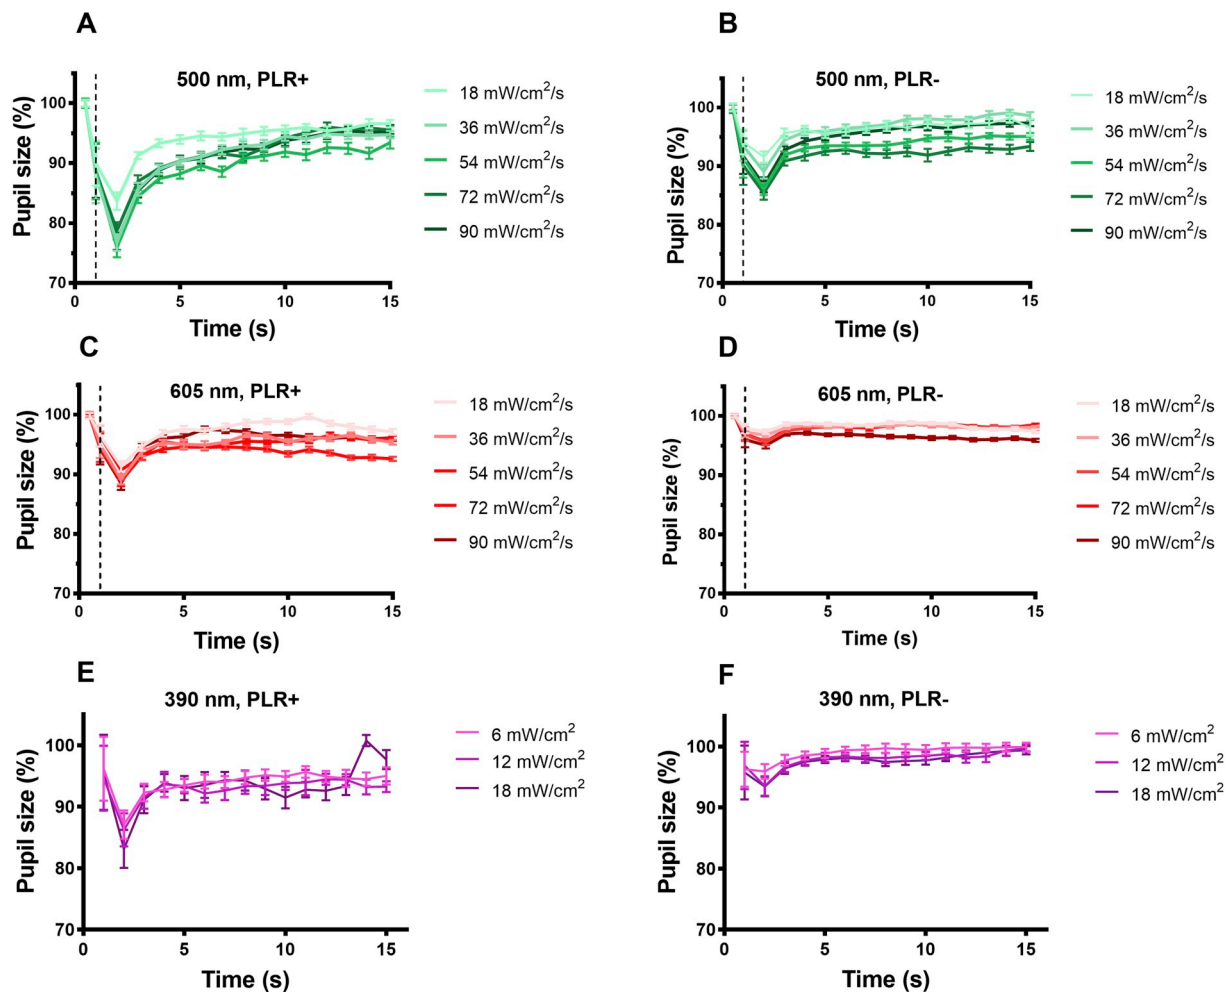 A
500 nm, PLR+
Pupil size (%)
100
90
80
70
0
5
10
15
Time (s)
18 mW/cm²/s
36 mW/cm²/s
54 mW/cm²/s
72 mW/cm²/s
90 mW/cm²/s
B
500 nm, PLR-
Pupil size (%)
100
90
80
70
0
5
10
15
Time (s)
18 mW/cm²/s
36 mW/cm²/s
54 mW/cm²/s
72 mW/cm²/s
90 mW/cm²/s
C
605 nm, PLR+
Pupil size (%)
100
90
80
70
0
5
10
15
Time (s)
18 mW/cm²/s
36 mW/cm²/s
54 mW/cm²/s
72 mW/cm²/s
90 mW/cm²/s
D
605 nm, PLR-
Pupil size (%)
100
90
80
70
0
5
10
15
Time (s)
18 mW/cm²/s
36 mW/cm²/s
54 mW/cm²/s
72 mW/cm²/s
90 mW/cm²/s
E
390 nm, PLR+
Pupil size (%)
100
90
80
70
0
5
10
15
Time (s)
6 mW/cm²
12 mW/cm²
18 mW/cm²
F
390 nm, PLR-
Pupil size (%)
100
90
80
70
0
5
10
15
Time (s)
6 mW/cm²
12 mW/cm²
18 mW/cm²